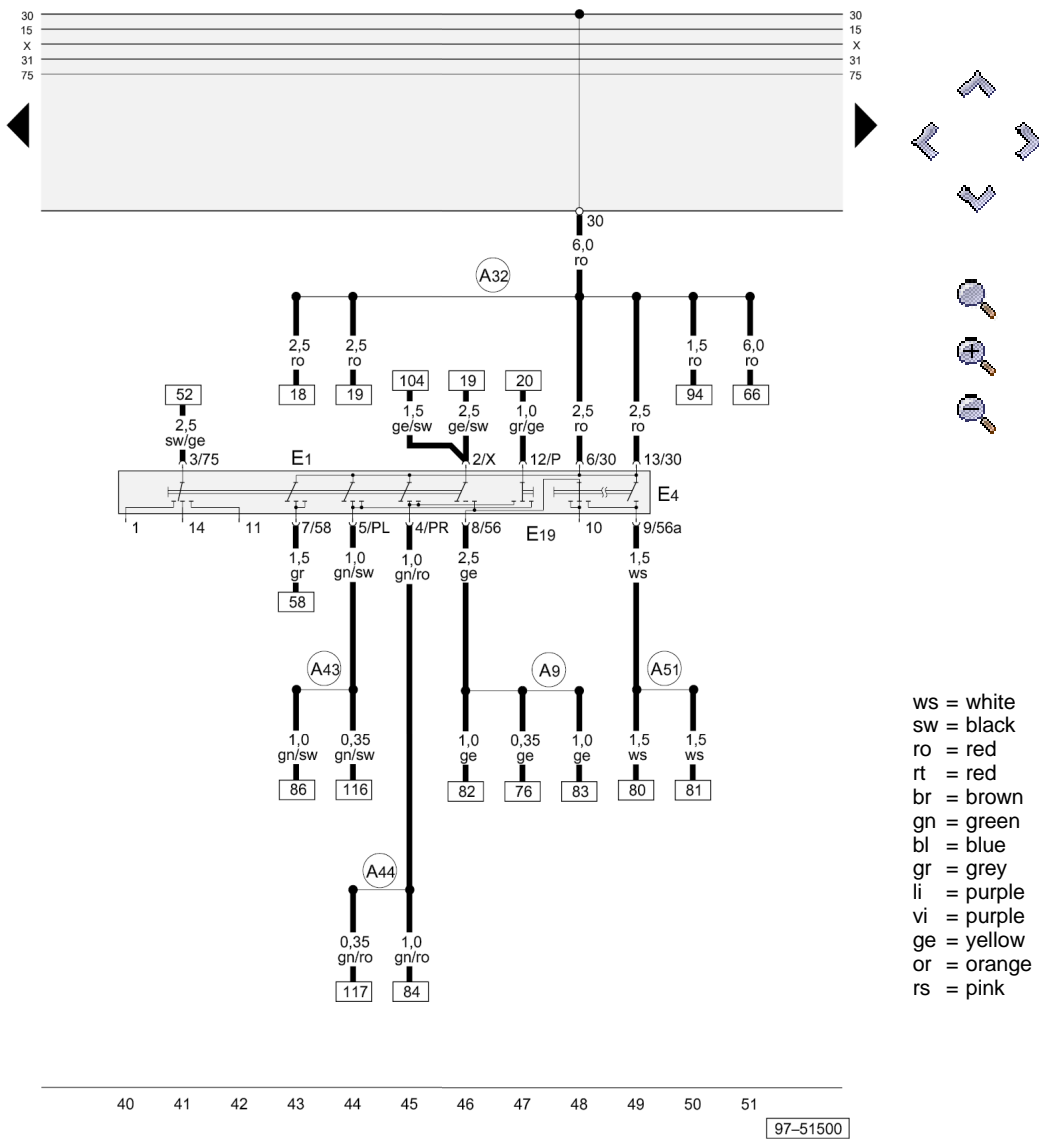 30 30
15 15
X X
31 31
75 75
30
6,0
ro
A32
2,5 2,5 1,5 6,0
ro ro ro ro
18 19 94 66
52 104 19 20
2,5 1,5 2,5 1,0 2,5 2,5
sw/ge ge/sw ge/sw gr/ge ro ro
3/75 E1 2/X 12/P 6/30 13/30
E4
1 14 11 7/58 5/PL 4/PR 8/56 E19 10 9/56a
1,5 1,0 1,0 2,5 1,5
gr gn/sw gn/ro ge ws
58
A43 A9 A51
1,0 0,35 1,0 0,35 1,0 1,5 1,5
gn/sw gn/sw ge ge ge ws ws
86 116 82 76 83 80 81
A44
0,35 1,0
gn/ro gn/ro
117 84
ws = white
sw = black
ro = red
rt = red
br = brown
gn = green
bl = blue
gr = grey
li = purple
vi = purple
ge = yellow
or = orange
rs = pink
40 41 42 43 44 45 46 47 48 49 50 51
97–51500